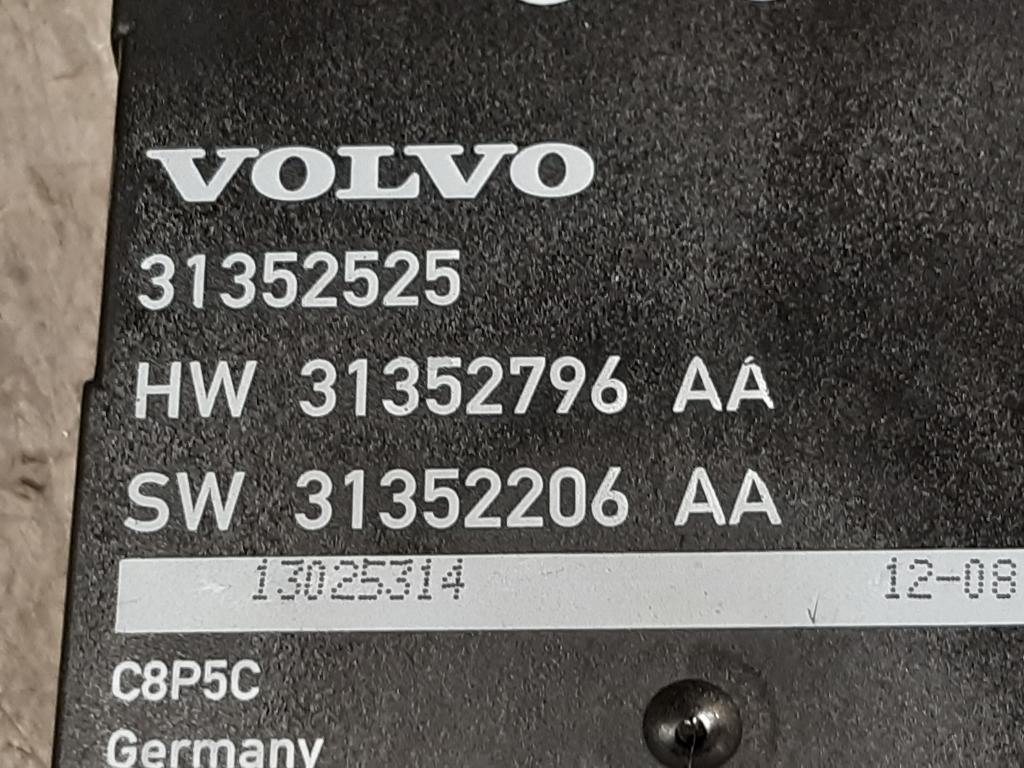 VOLVO
31352525
HW 31352796 AA
SW 31352206 AA
13025314 12-08
C8P5C
Germany